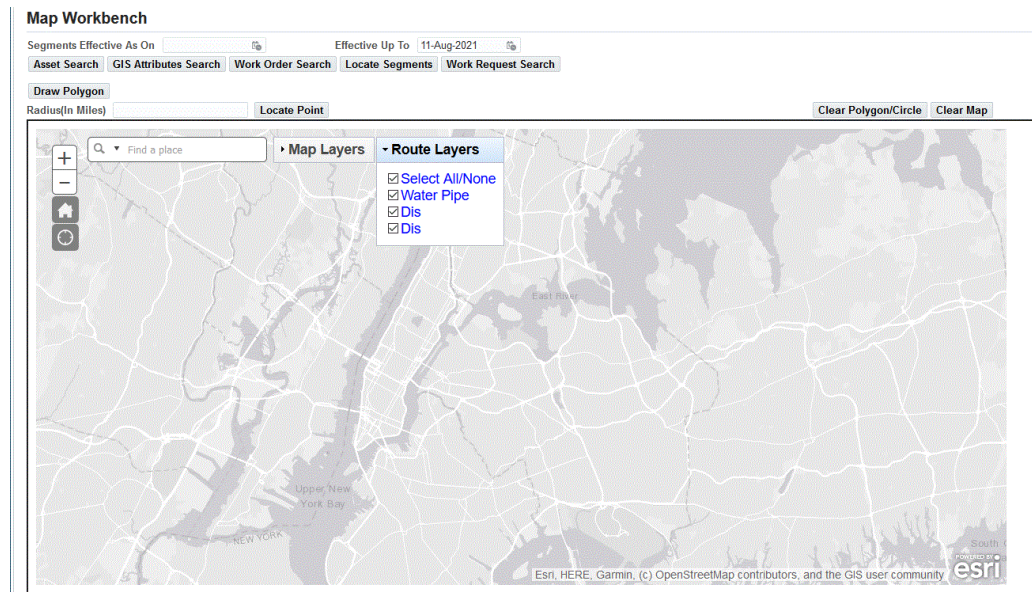 Map Workbench
Segments Effective As On Effective Up To 11-Aug-2021
Asset Search GIS Attributes Search Work Order Search Locate Segments Work Request Search
Draw Polygon
Radius(In Miles) Locate Point Clear Polygon/Circle Clear Map
+ Find a place Map Layers Route Layers
−
Select All/None
Water Pipe
Dis
Dis
East River
Upper New
York Bay
NEW YORK
South
POWERED BY
esri
Esri, HERE, Garmin, (c) OpenStreetMap contributors, and the GIS user community